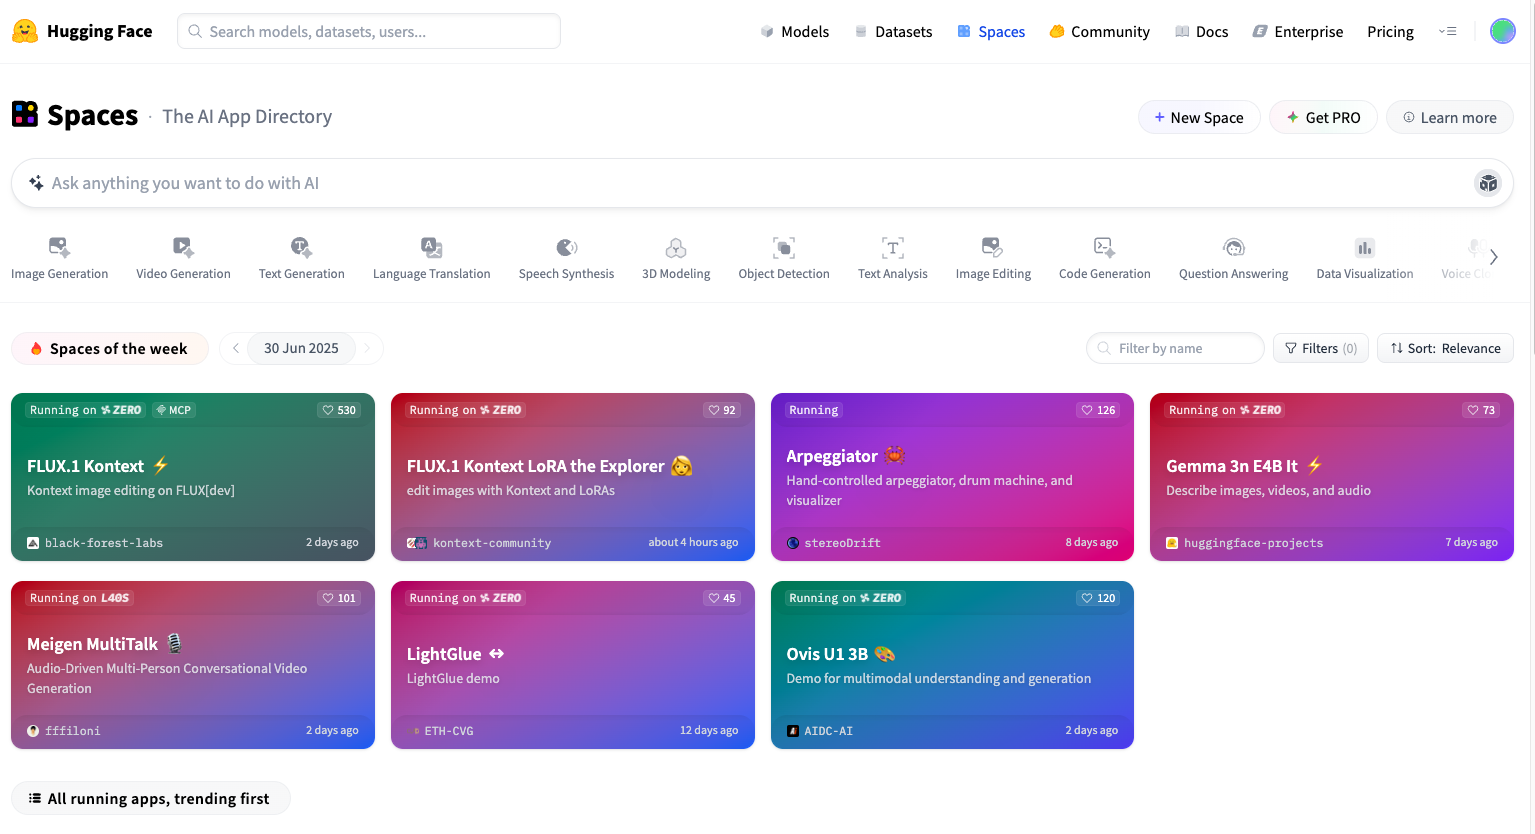 Hugging Face
Search models, datasets, users...
Models
Datasets
Spaces
Community
Docs
Enterprise
Pricing
Spaces · The AI App Directory
+ New Space
Get PRO
Learn more
Ask anything you want to do with AI
Image Generation
Video Generation
Text Generation
Language Translation
Speech Synthesis
3D Modeling
Object Detection
Text Analysis
Image Editing
Code Generation
Question Answering
Data Visualization
Voice
Spaces of the week
30 Jun 2025
Filter by name
Filters (0)
Sort: Relevance
Running on ZERO
MCP
530
FLUX.1 Kontext ⚡
Kontext image editing on FLUX[dev]
black-forest-labs
2 days ago
Running on ZERO
92
FLUX.1 Kontext LoRA the Explorer 👩
edit images with Kontext and LoRAs
kontext-community
about 4 hours ago
Running
126
Arpeggiator 🦀
Hand-controlled arpeggiator, drum machine, and
visualizer
stereoDrift
8 days ago
Running on ZERO
73
Gemma 3n E4B It ⚡
Describe images, videos, and audio
huggingface-projects
7 days ago
Running on L40S
101
Meigen MultiTalk 🎙
Audio-Driven Multi-Person Conversational Video
Generation
fffiloni
2 days ago
Running on ZERO
45
LightGlue ↔
LightGlue demo
ETH-CVG
12 days ago
Running on ZERO
120
Ovis U1 3B 🎨
Demo for multimodal understanding and generation
AIDC-AI
2 days ago
All running apps, trending first